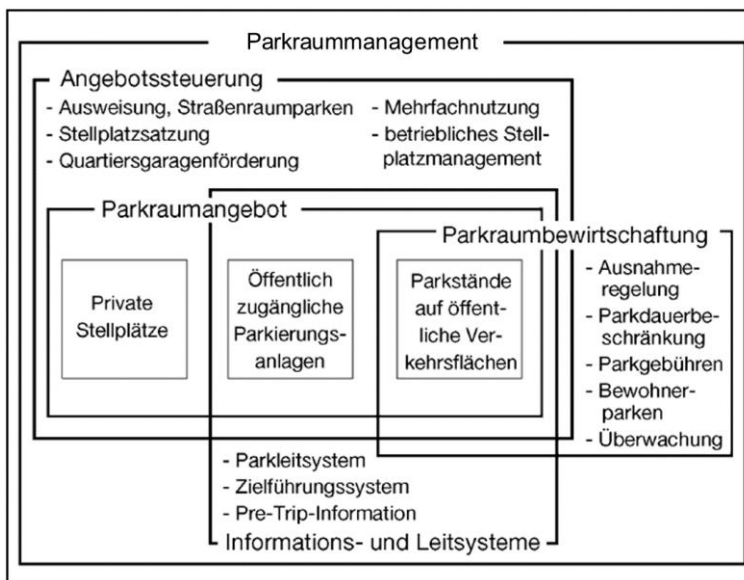 Parkraummanagement
Angebotssteuerung
- Ausweisung, Straßenraumparken
- Stellplatzsatzung
- Quartiersgaragenförderung
- Mehrfachnutzung
- betriebliches Stell-
platzmanagement
Parkraumangebot
Private
Stellplätze
Öffentlich
zugängliche
Parkierungs-
anlagen
Parkstände
auf öffent-
liche Ver-
kehrsflächen
Parkraumbewirtschaftung
- Ausnahme-
regelung
- Parkdauerbe-
schränkung
- Parkgebühren
- Bewohner-
parken
- Überwachung
- Parkleitsystem
- Zielführungssystem
- Pre-Trip-Information
Informations- und Leitsysteme